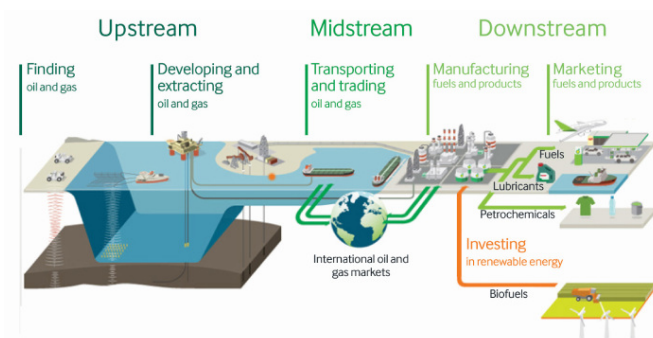 Upstream
Midstream
Downstream
Finding
oil and gas
Developing and
extracting
oil and gas
Transporting
and trading
oil and gas
Manufacturing
fuels and products
Marketing
fuels and products
Fuels
Lubricants
Petrochemicals
International oil and
gas markets
Investing
in renewable energy
Biofuels